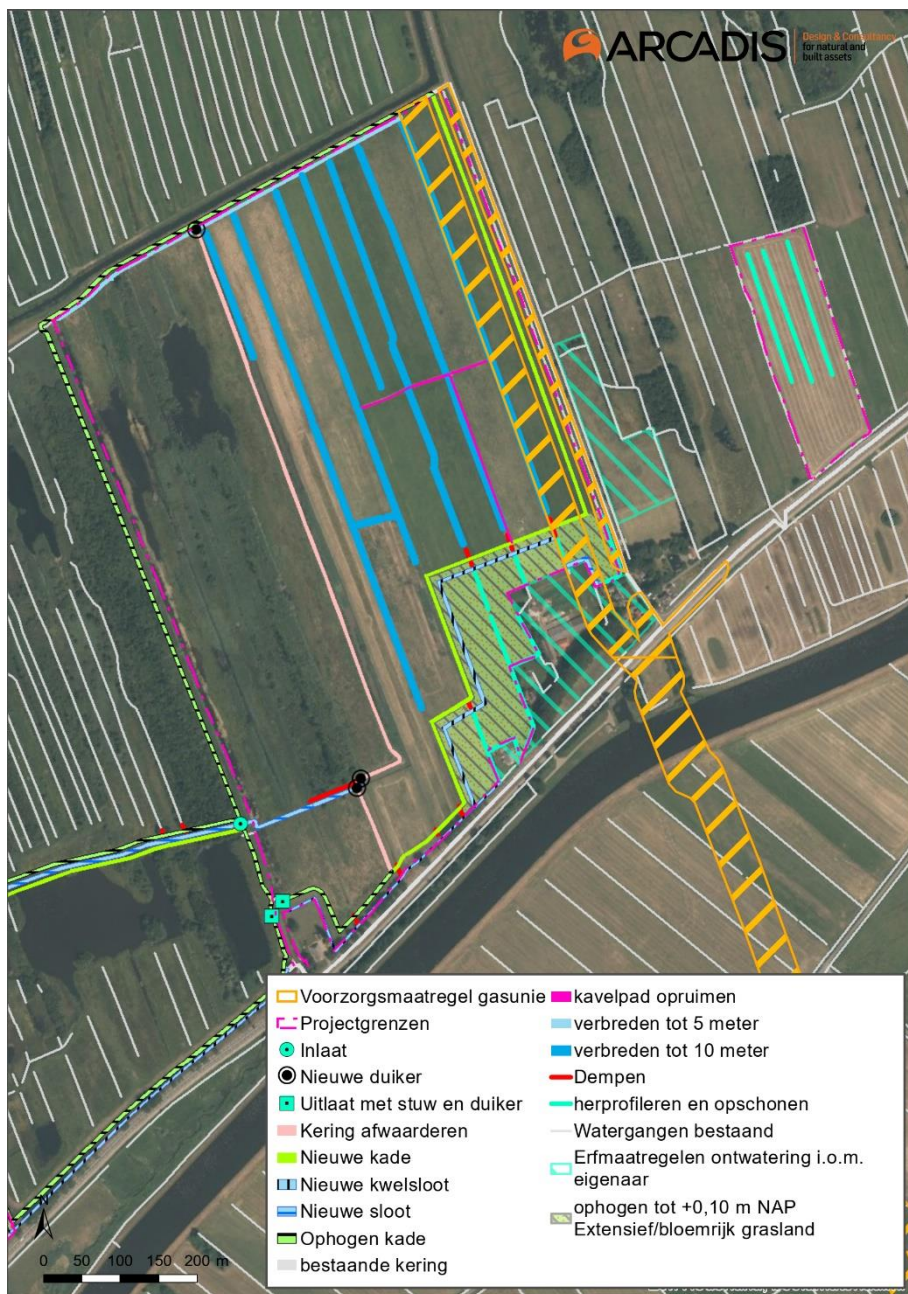 ARCADIS
Design & Consultancy
for natural and
built assets
Voorzorgsmaatregel gasunie
Projectgrenzen
Inlaat
Nieuwe duiker
Uitlaat met stuw en duiker
Kering afwaarderen
Nieuwe kade
Nieuwe kwelsloot
Nieuwe sloot
Ophogen kade
bestaande kering
kavelpad opruimen
verbreden tot 5 meter
verbreden tot 10 meter
Dempen
herprofileren en opschonen
Watergangen bestaand
Erfmaatregelen ontwatering i.o.m.
eigenaar
ophogen tot +0,10 m NAP
Extensief/bloemrijk grasland
N
0 50 100 150 200 m